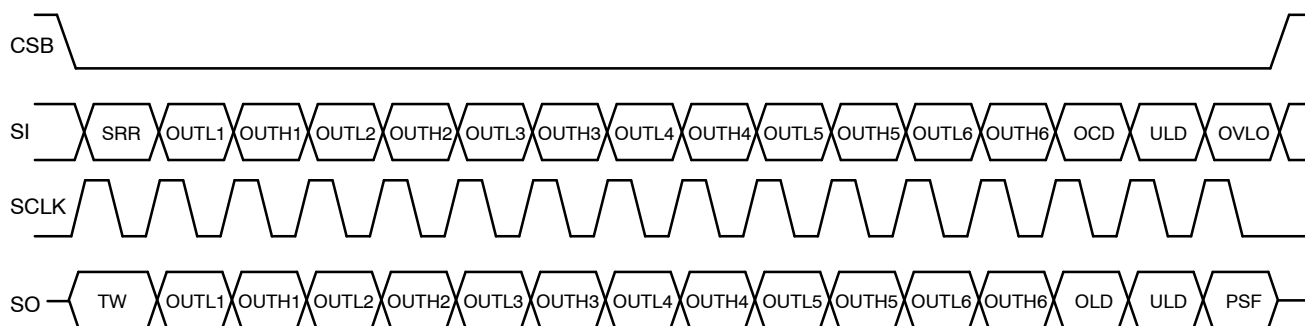 CSB
SI SRR OUTL1 OUTH1 OUTL2 OUTH2 OUTL3 OUTH3 OUTL4 OUTH4 OUTL5 OUTH5 OUTL6 OUTH6 OCD ULD OVLO
SCLK
SO TW OUTL1 OUTH1 OUTL2 OUTH2 OUTL3 OUTH3 OUTL4 OUTH4 OUTL5 OUTH5 OUTL6 OUTH6 OLD ULD PSF